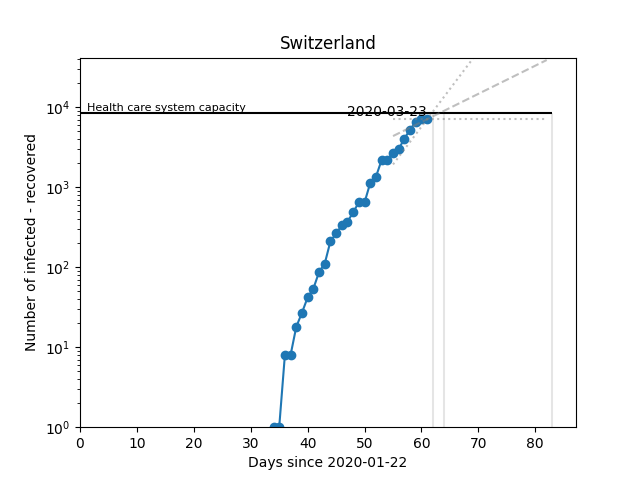 Switzerland
Number of infected - recovered
10^4
10^3
10^2
10^1
10^0
Health care system capacity
2020-03-23
0 10 20 30 40 50 60 70 80
Days since 2020-01-22